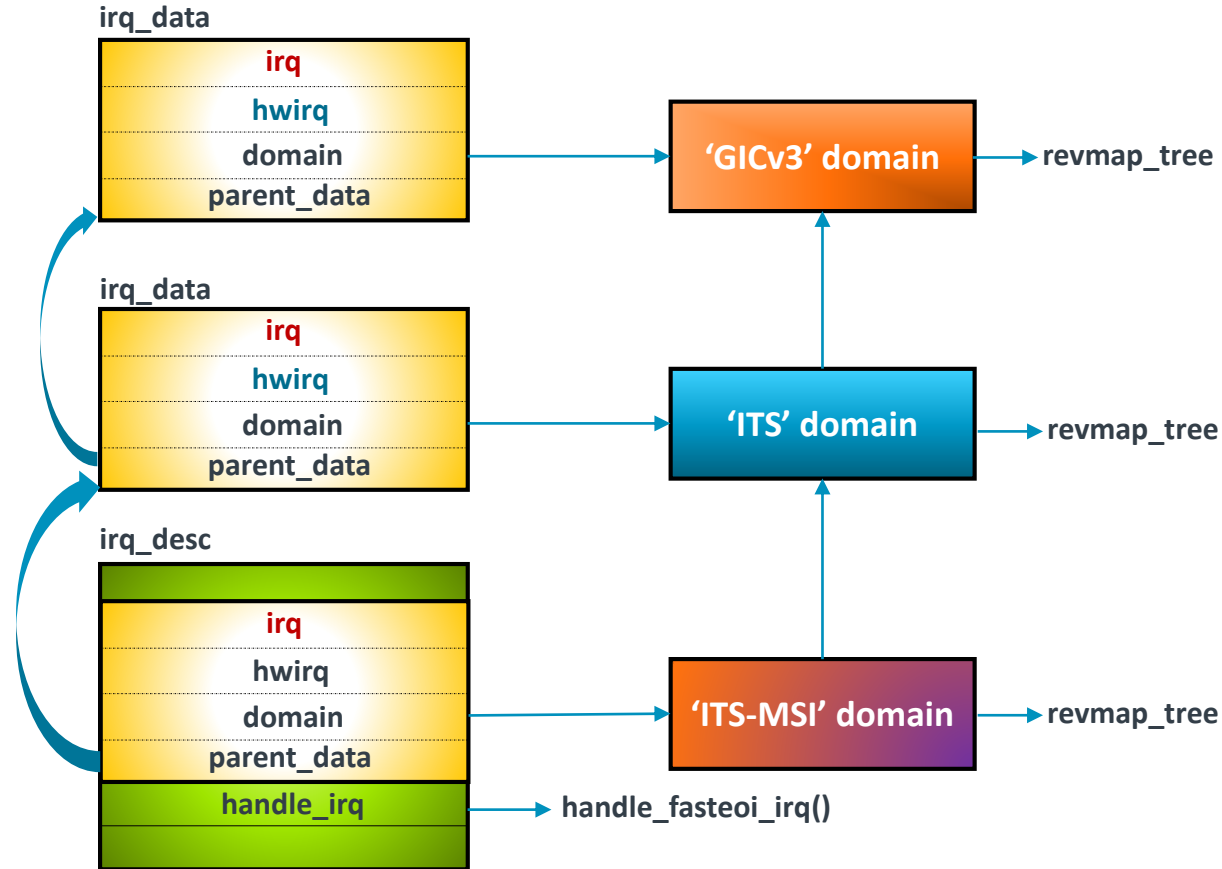 irq_data
irq
hwirq
domain
parent_data
‘GICv3’ domain
revmap_tree
irq_data
irq
hwirq
domain
parent_data
‘ITS’ domain
revmap_tree
irq_desc
irq
hwirq
domain
parent_data
handle_irq
‘ITS-MSI’ domain
revmap_tree
handle_fasteoi_irq()